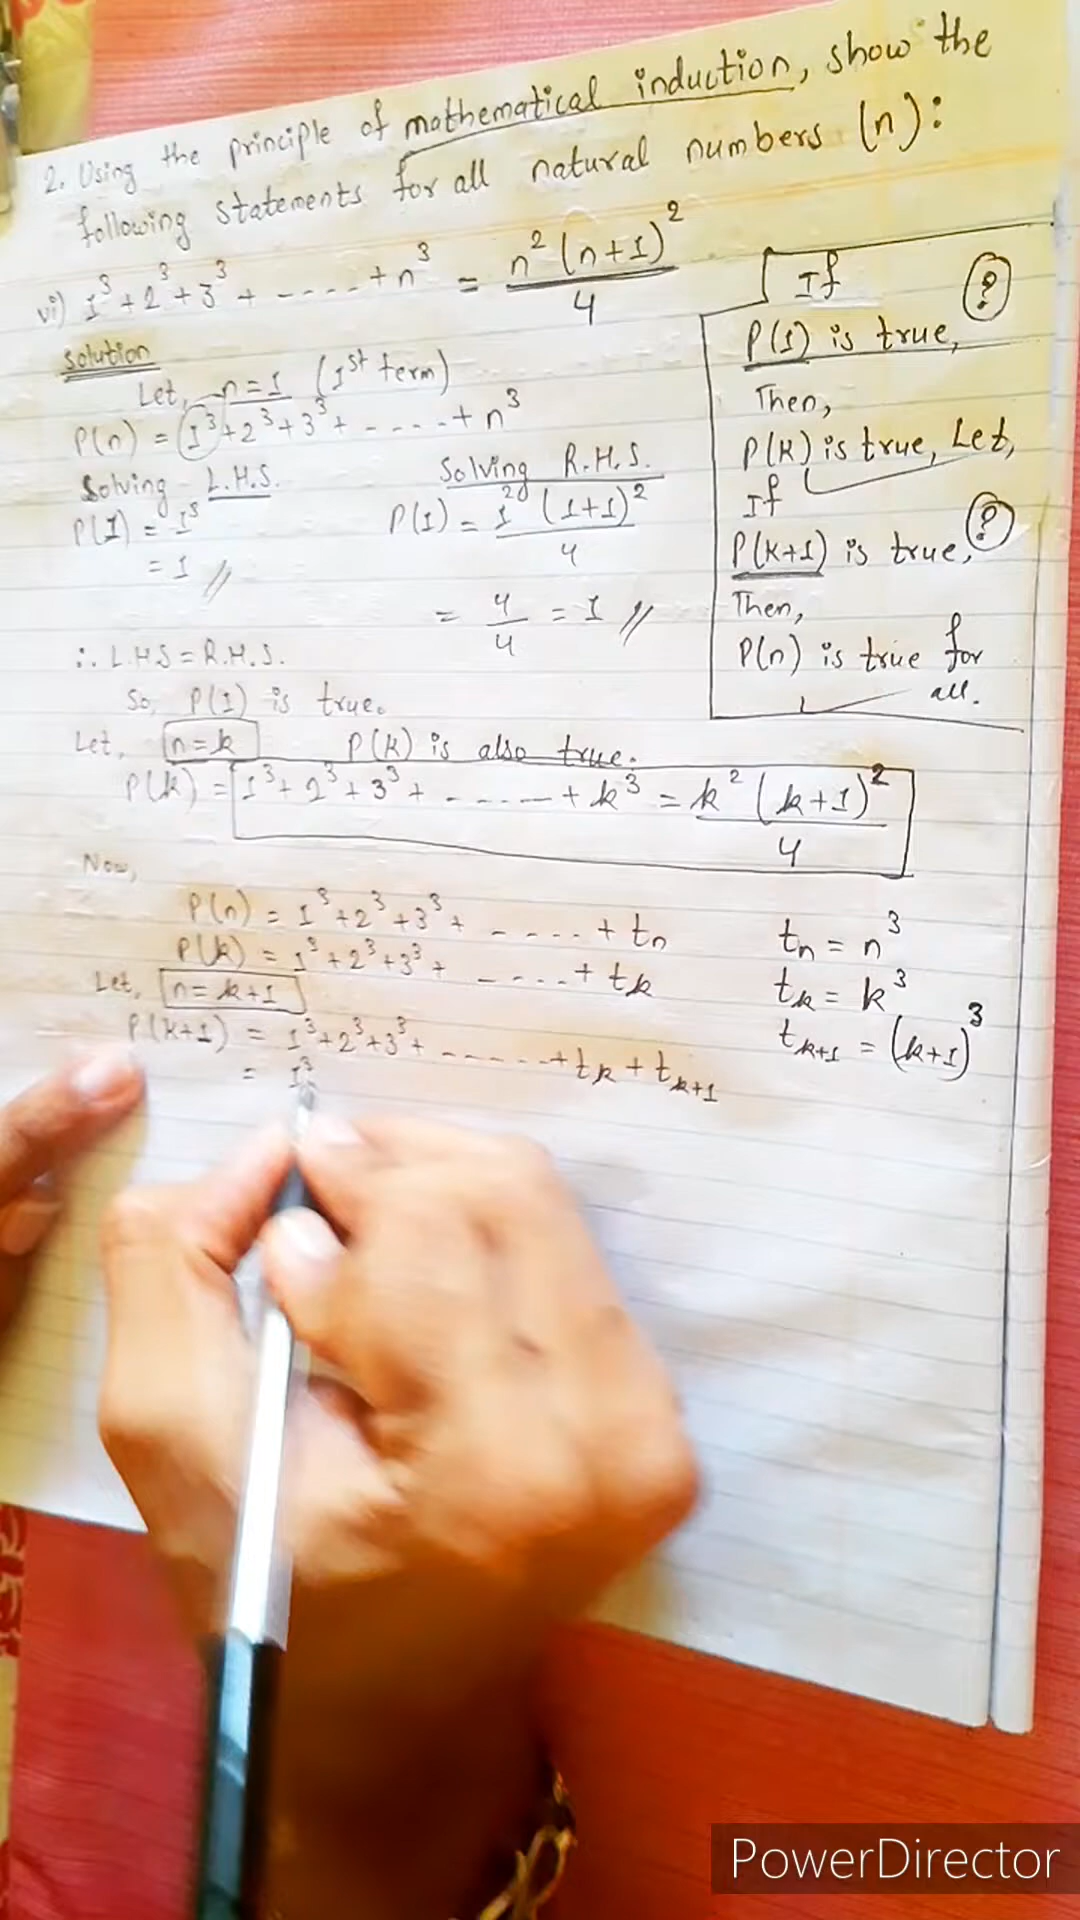 2. Using the principle of mathematical induction, show the
following statements for all natural numbers (n):
vi) 1³ + 2³ + 3³ + ----- + n³ = n²(n+1)²/4
Solution
Let, n = 1 (1st term)
P(n) = 1³ + 2³ + 3³ + ----- + n³
Solving L.H.S.
P(1) = 1³
= 1 //
Solving R.H.S.
P(1) = 1²(1+1)²/4
= 4/4 = 1 //
∴ L.H.S = R.H.S.
So, P(1) is true.
If ?
P(1) is true,
Then,
P(k) is true, Let,
If
P(k+1) is true, ?
Then,
P(n) is true for
all.
Let, n = k P(k) is also true.
P(k) = 1³ + 2³ + 3³ + ----- + k³ = k²(k+1)²/4
Now,
P(n) = 1³ + 2³ + 3³ + ----- + tₙ tₙ = n³
P(k) = 1³ + 2³ + 3³ + ----- + tₖ tₖ = k³
Let, n = k+1
P(k+1) = 1³ + 2³ + 3³ + ----- + tₖ + tₖ₊₁ tₖ₊₁ = (k+1)³
= 1³
PowerDirector